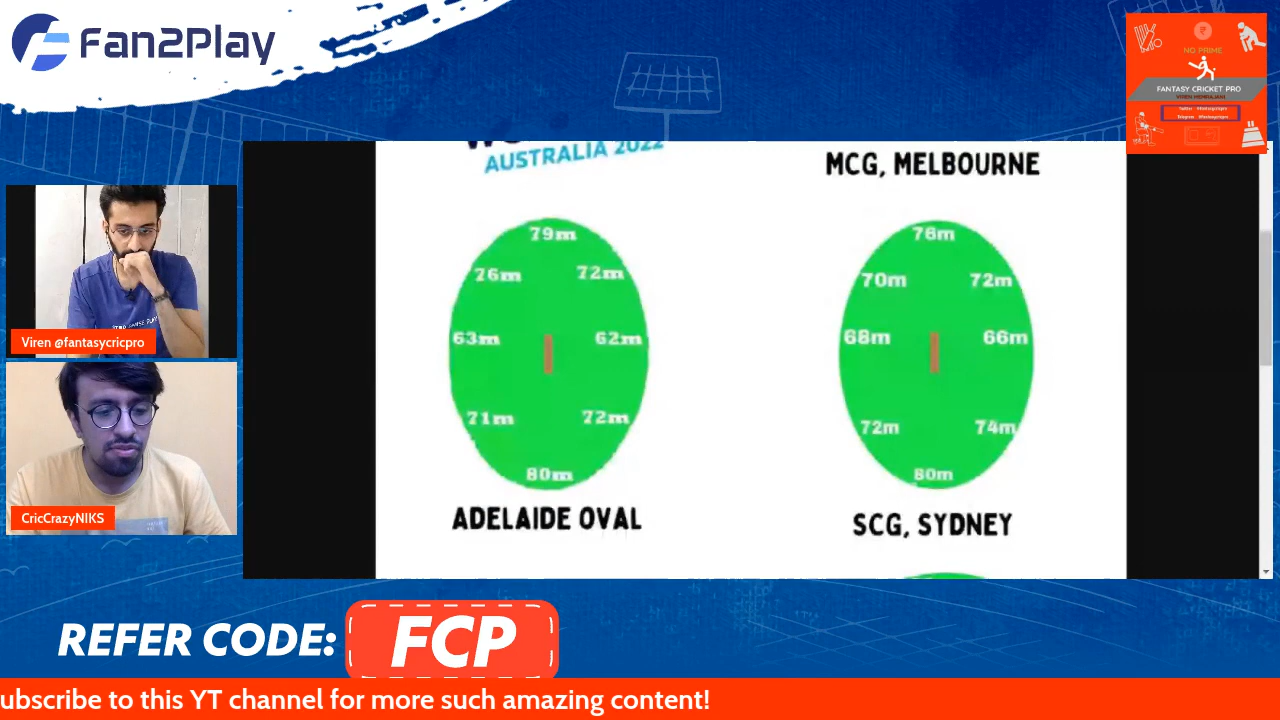 Fan2Play
NO PRIME
FANTASY CRICKET PRO
AUSTRALIA 2022
MCG, MELBOURNE
79m
76m
72m
63m
62m
71m
72m
80m
ADELAIDE OVAL
76m
70m
72m
68m
66m
72m
74m
80m
SCG, SYDNEY
Viren @fantasycricpro
CricCrazyNIKS
REFER CODE: FCP
ubscribe to this YT channel for more such amazing content!